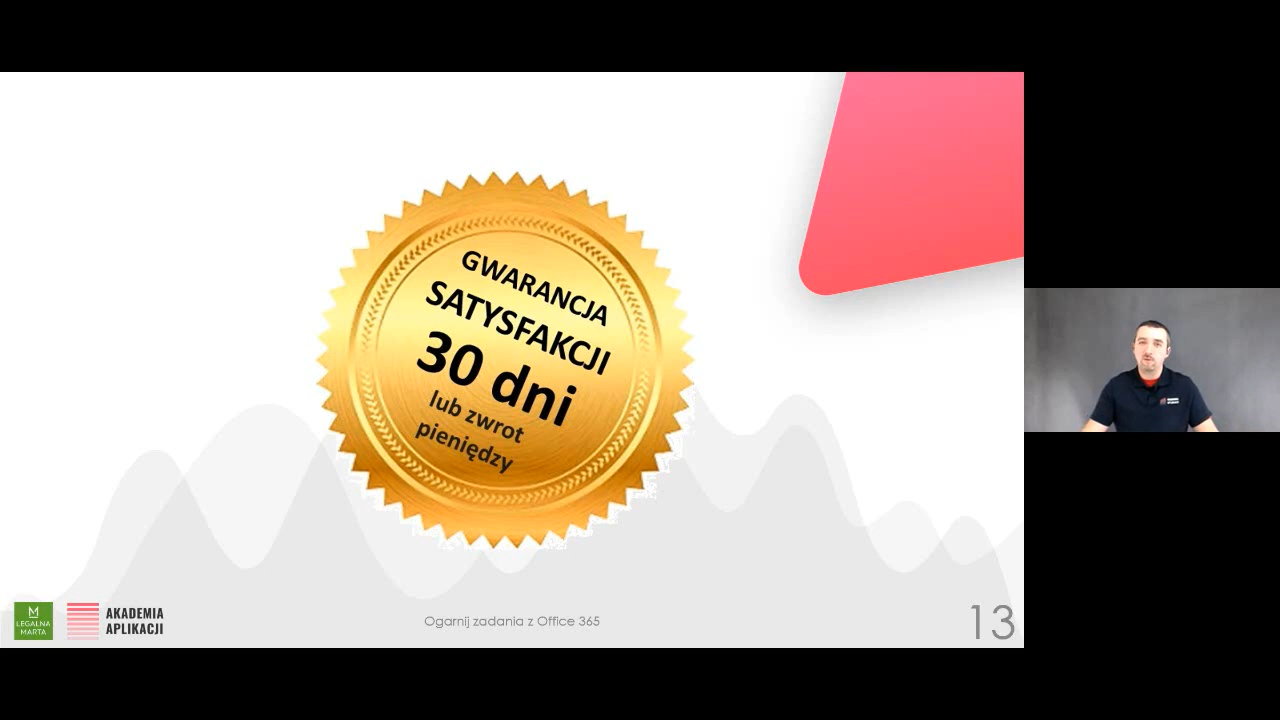 GWARANCJA
SATYSFAKCJI
30 dni
lub zwrot
pieniędzy
M
LEGALNA
MARTA
AKADEMIA
APLIKACJI
Ogarnij zadania z Office 365
13